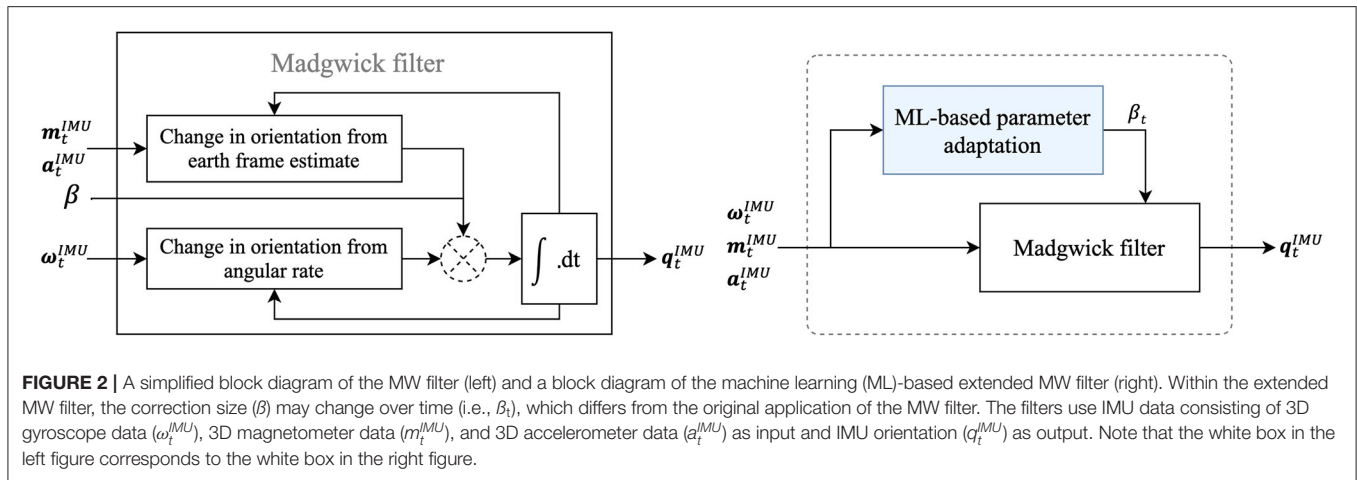 Madgwick filter
m_t^{IMU}
a_t^{IMU}
β
ω_t^{IMU}
Change in orientation from
earth frame estimate
Change in orientation from
angular rate
∫ .dt
q_t^{IMU}
ML-based parameter
adaptation
β_t
ω_t^{IMU}
m_t^{IMU}
a_t^{IMU}
Madgwick filter
q_t^{IMU}
FIGURE 2 | A simplified block diagram of the MW filter (left) and a block diagram of the machine learning (ML)-based extended MW filter (right). Within the extended
MW filter, the correction size (β) may change over time (i.e., β_t), which differs from the original application of the MW filter. The filters use IMU data consisting of 3D
gyroscope data (ω_t^{IMU}), 3D magnetometer data (m_t^{IMU}), and 3D accelerometer data (a_t^{IMU}) as input and IMU orientation (q_t^{IMU}) as output. Note that the white box in the
left figure corresponds to the white box in the right figure.